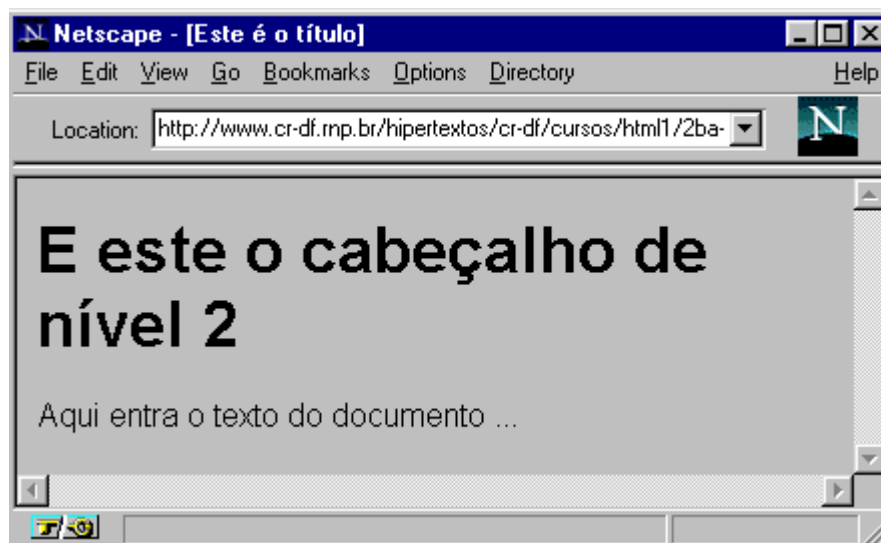 Netscape - [Este é o título]
File Edit View Go Bookmarks Options Directory Help
Location: http://www.cr-df.rnp.br/hipertextos/cr-df/cursos/html1/2ba-
N
E este o cabeçalho de
nível 2
Aqui entra o texto do documento ...